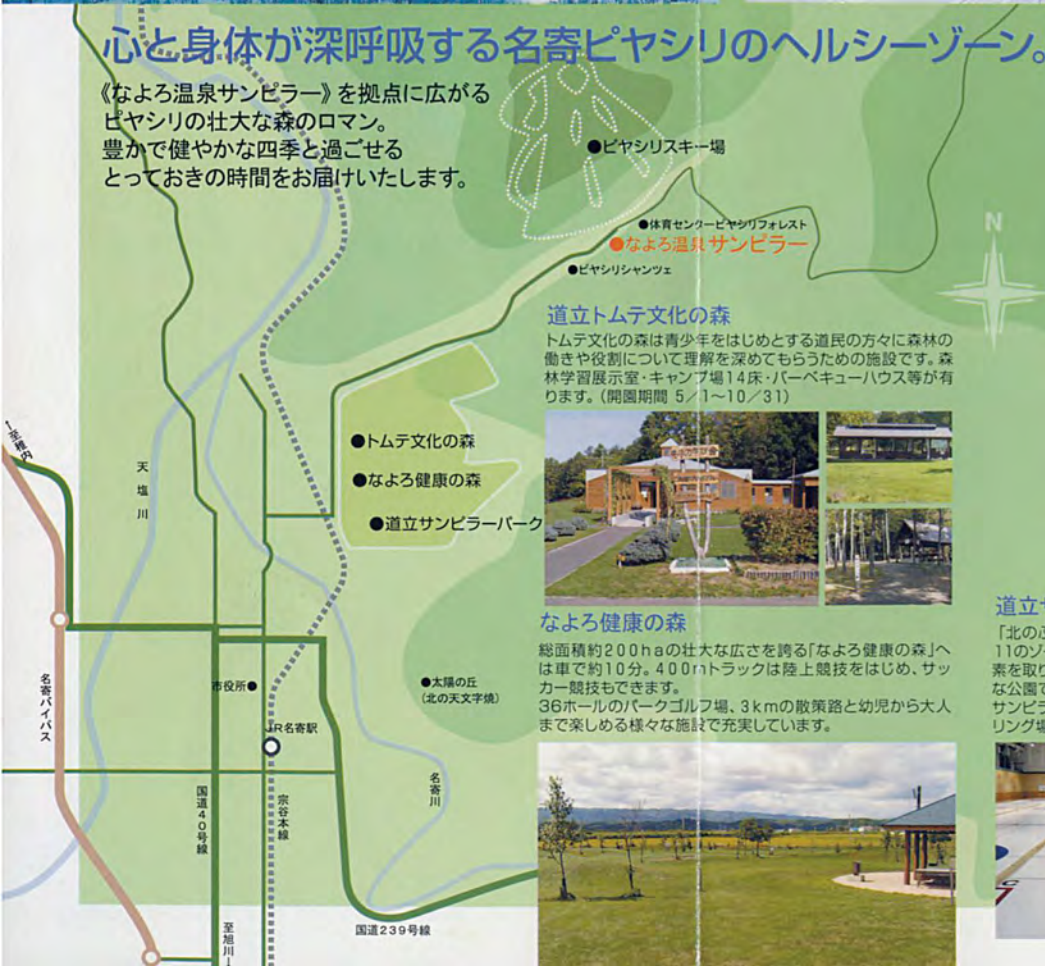 心と身体が深呼吸する名寄ピヤシリのヘルシーゾーン。
《なよろ温泉サンピラー》を拠点に広がる
ピヤシリの壮大な森のロマン。
豊かで健やかな四季と過ごせる
とっておきの時間をお届けいたします。
●ピヤシリスキー場
●体育センターピヤシリフォレスト
●なよろ温泉サンピラー
●ピヤシリシャンツェ
N
道立トムテ文化の森
トムテ文化の森は青少年をはじめとする道民の方々に森林の
働きや役割について理解を深めてもらうための施設です。森
林学習展示室・キャンプ場14床・バーベキューハウス等が有
ります。(開園期間 5/1〜10/31)
●トムテ文化の森
●なよろ健康の森
●道立サンピラーパーク
↑至稚内
天塩川
なよろ健康の森
総面積約200haの壮大な広さを誇る「なよろ健康の森」へ
は車で約10分。400mトラックは陸上競技をはじめ、サッ
カー競技もできます。
36ホールのパークゴルフ場、3kmの散策路と幼児から大人
まで楽しめる様々な施設で充実しています。
道立
「北の
11のゾ
素を取り
な公園で
サンピラ
リング場
名寄バイパス
市役所●
●太陽の丘
(北の天文字焼)
JR名寄駅
国道40号線
宗谷本線
名寄川
国道239号線
至旭川↓